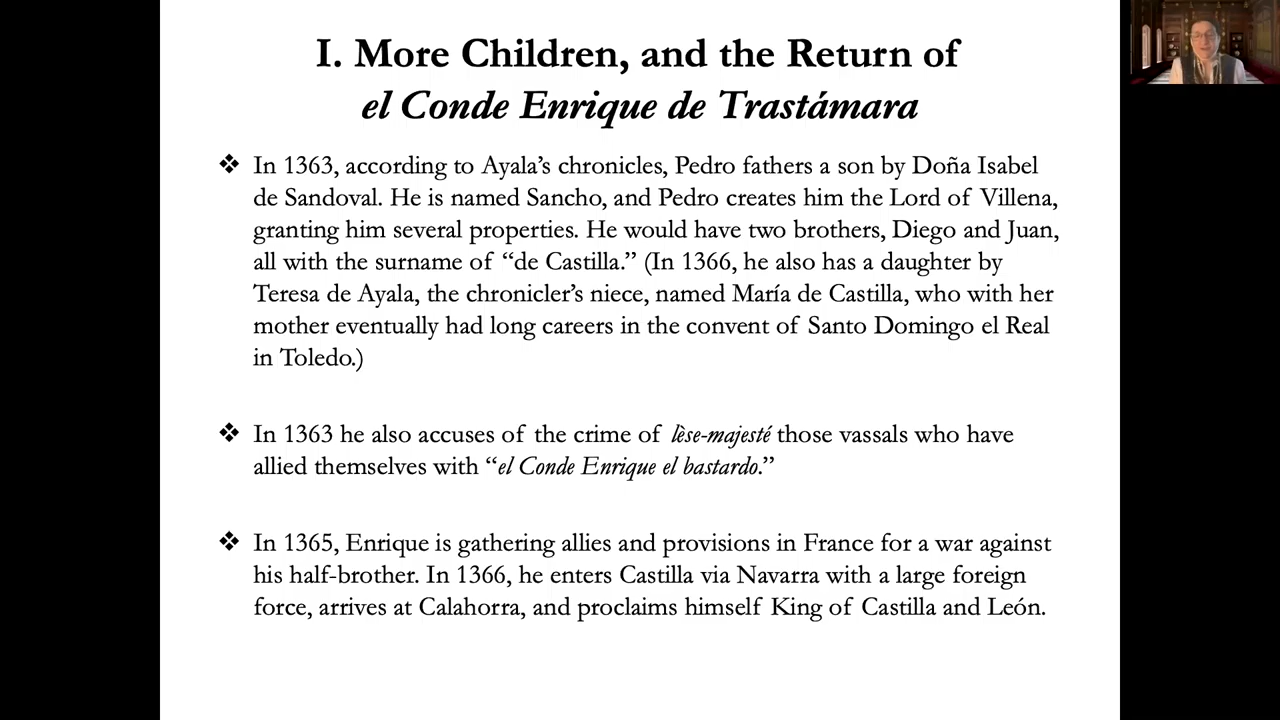 I. More Children, and the Return of
el Conde Enrique de Trastámara
❖ In 1363, according to Ayala’s chronicles, Pedro fathers a son by Doña Isabel
de Sandoval. He is named Sancho, and Pedro creates him the Lord of Villena,
granting him several properties. He would have two brothers, Diego and Juan,
all with the surname of “de Castilla.” (In 1366, he also has a daughter by
Teresa de Ayala, the chronicler’s niece, named María de Castilla, who with her
mother eventually had long careers in the convent of Santo Domingo el Real
in Toledo.)
❖ In 1363 he also accuses of the crime of lèse-majesté those vassals who have
allied themselves with “el Conde Enrique el bastardo.”
❖ In 1365, Enrique is gathering allies and provisions in France for a war against
his half-brother. In 1366, he enters Castilla via Navarra with a large foreign
force, arrives at Calahorra, and proclaims himself King of Castilla and León.